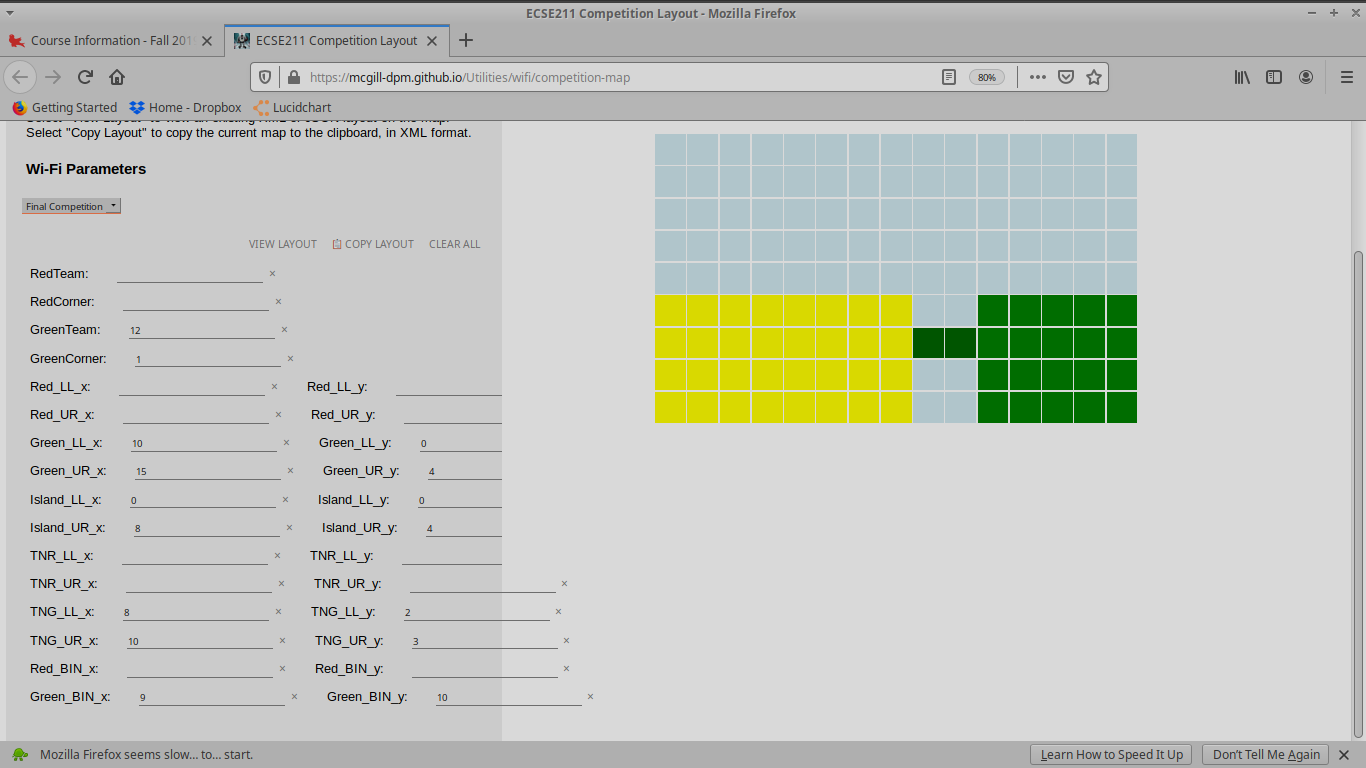 ECSE211 Competition Layout - Mozilla Firefox
Course Information - Fall 201
ECSE211 Competition Layout
https://mcgill-dpm.github.io/Utilities/wifi/competition-map
80%
Getting Started
Home - Dropbox
Lucidchart
Select "Copy Layout" to copy the current map to the clipboard, in XML format.
Wi-Fi Parameters
Final Competition
VIEW LAYOUT COPY LAYOUT CLEAR ALL
RedTeam: ×
RedCorner: ×
GreenTeam: 12 ×
GreenCorner: 1 ×
Red_LL_x: × Red_LL_y:
Red_UR_x: × Red_UR_y:
Green_LL_x: 10 × Green_LL_y: 0
Green_UR_x: 15 × Green_UR_y: 4
Island_LL_x: 0 × Island_LL_y: 0
Island_UR_x: 8 × Island_UR_y: 4
TNR_LL_x: × TNR_LL_y:
TNR_UR_x: × TNR_UR_y: ×
TNG_LL_x: 8 × TNG_LL_y: 2 ×
TNG_UR_x: 10 × TNG_UR_y: 3 ×
Red_BIN_x: × Red_BIN_y: ×
Green_BIN_x: 9 × Green_BIN_y: 10 ×
Mozilla Firefox seems slow... to... start.
Learn How to Speed It Up
Don't Tell Me Again